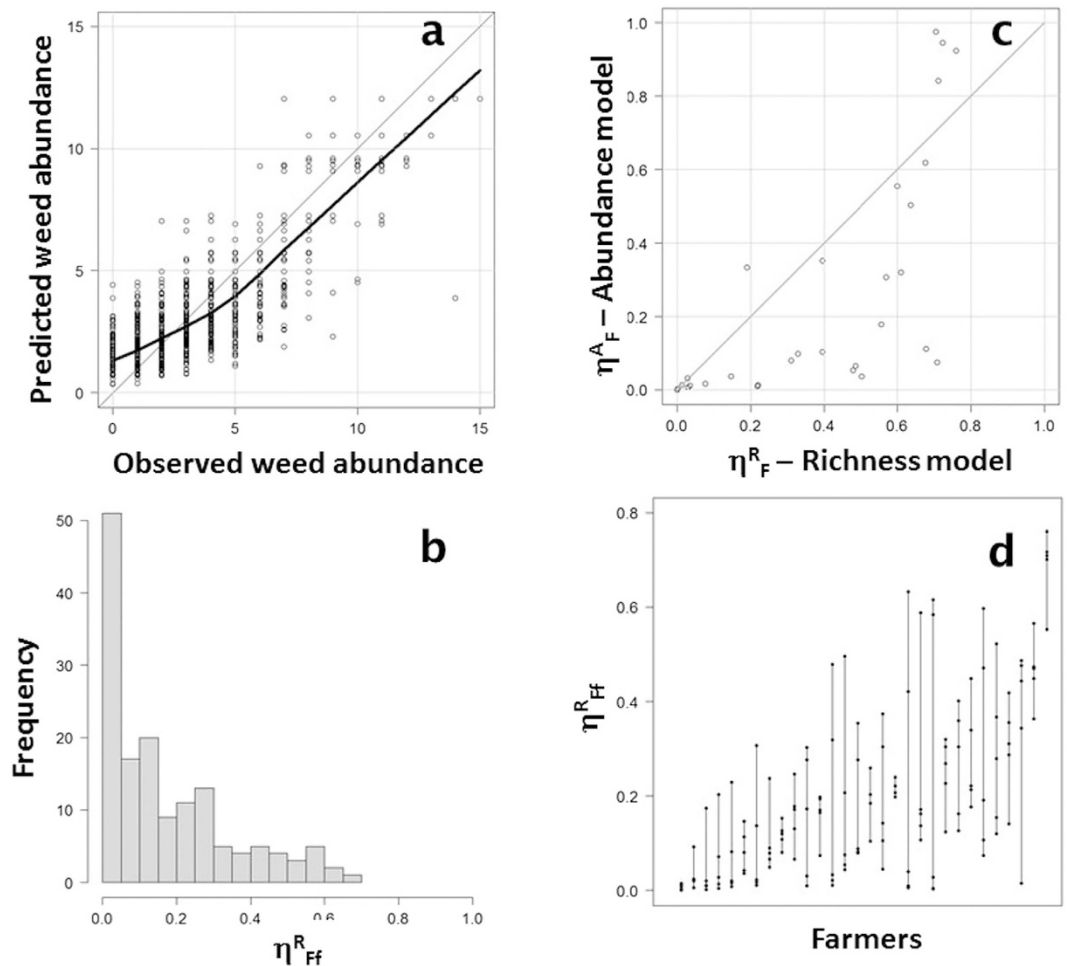 a
15
10
5
0
Predicted weed abundance
0 5 10 15
Observed weed abundance
c
1.0
0.8
0.6
0.4
0.2
0.0
η^A_F – Abundance model
0.0 0.2 0.4 0.6 0.8 1.0
η^R_F – Richness model
b
50
40
30
20
10
0
Frequency
0.0 0.2 0.4 0.6 0.8 1.0
η^R_Ff
d
0.8
0.6
0.4
0.2
0.0
η^R_Ff
Farmers